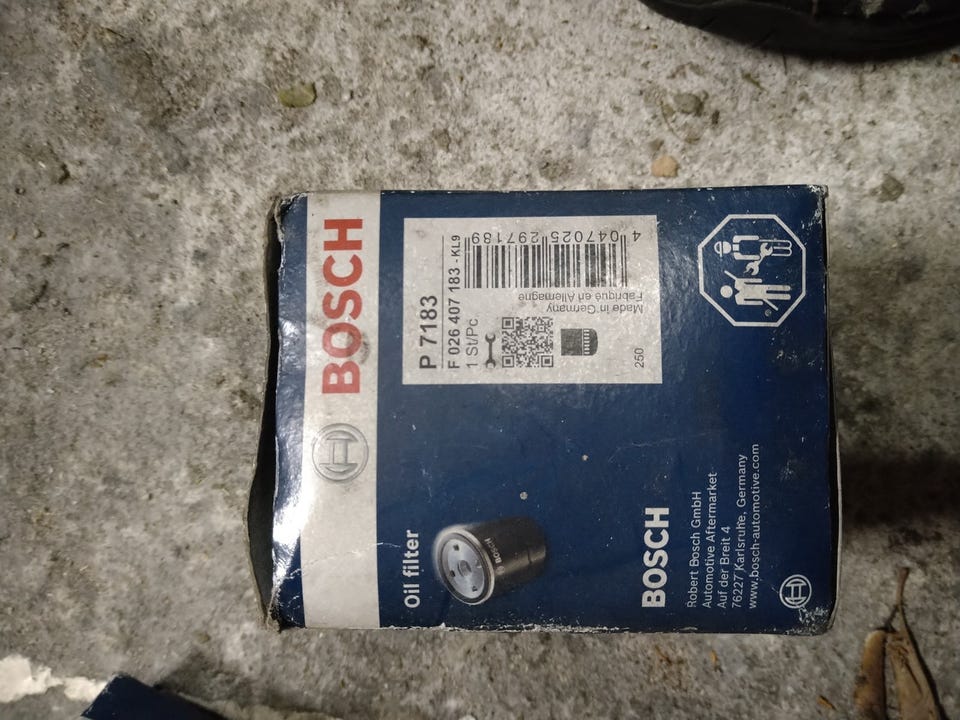 BOSCH
P 7183
F 026 407 183 - KL9
1 St/Pc.
4 047025 297189
Made in Germany
Fabriqué en Allemagne
250
Oil filter
BOSCH
BOSCH
Robert Bosch GmbH
Automotive Aftermarket
Auf der Breit 4
76227 Karlsruhe, Germany
www.bosch-automotive.com